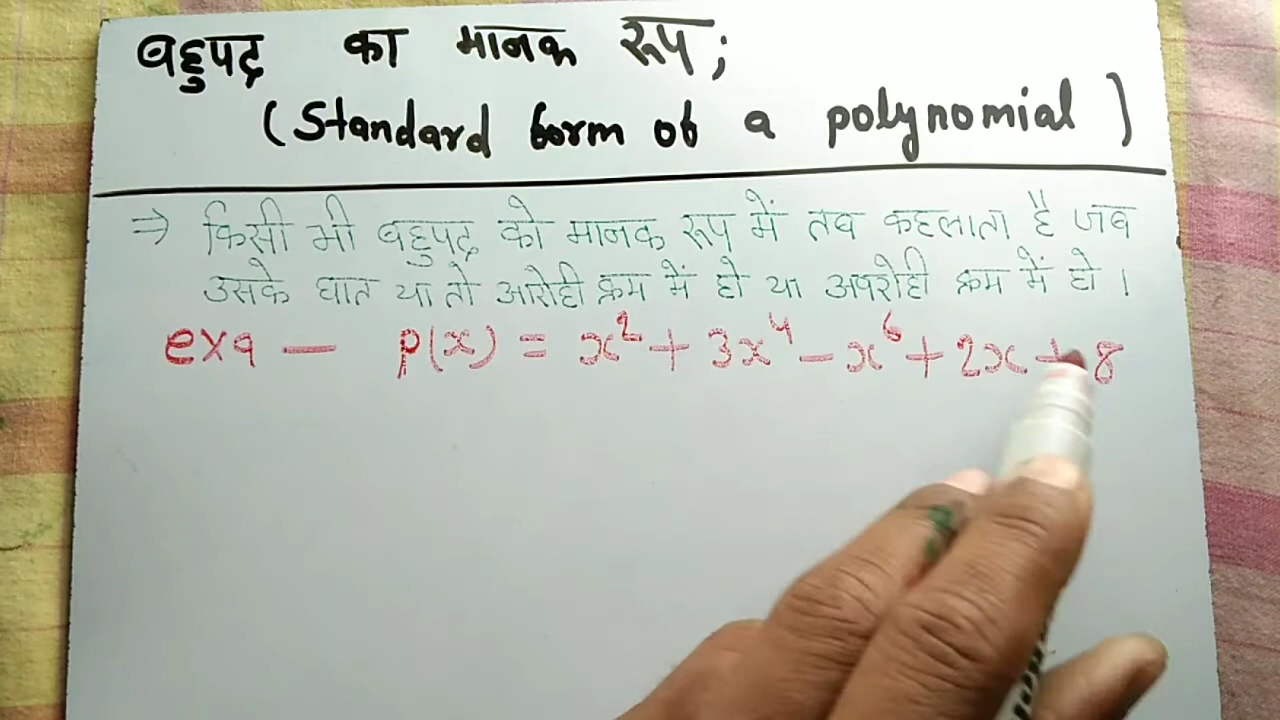 बहुपद का मानक रूप;
(Standard form of a polynomial)
⇒ किसी भी बहुपद को मानक रूप में तब कहलाता है जब
उसके घात या तो आरोही क्रम में हो या अवरोही क्रम में हो ।
exa — p(x) = x² + 3x⁴ - x⁶ + 2x + 8